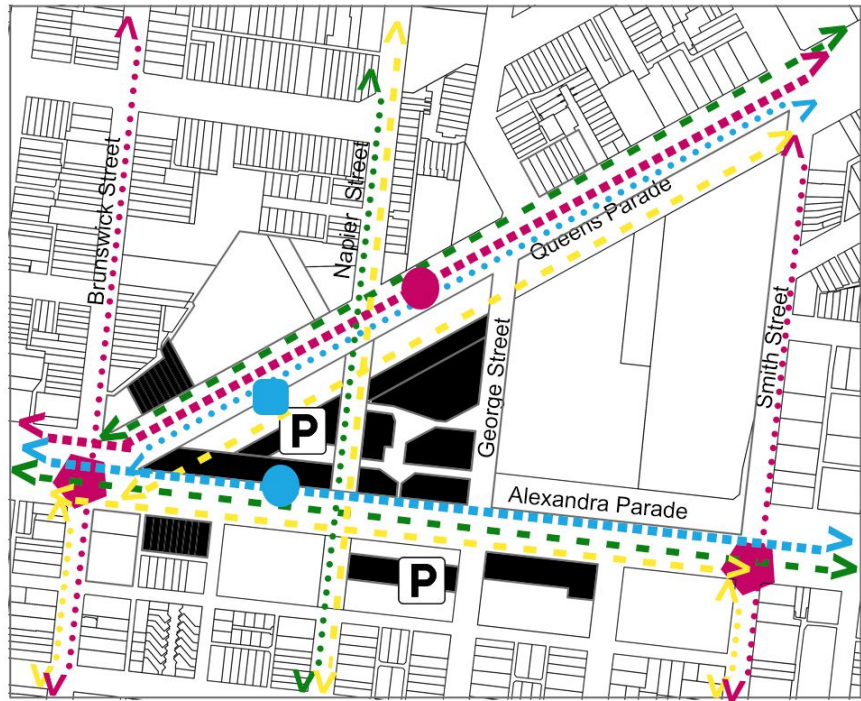 Brunswick Street
Napier Street
Queens Parade
George Street
Smith Street
P
Alexandra Parade
P